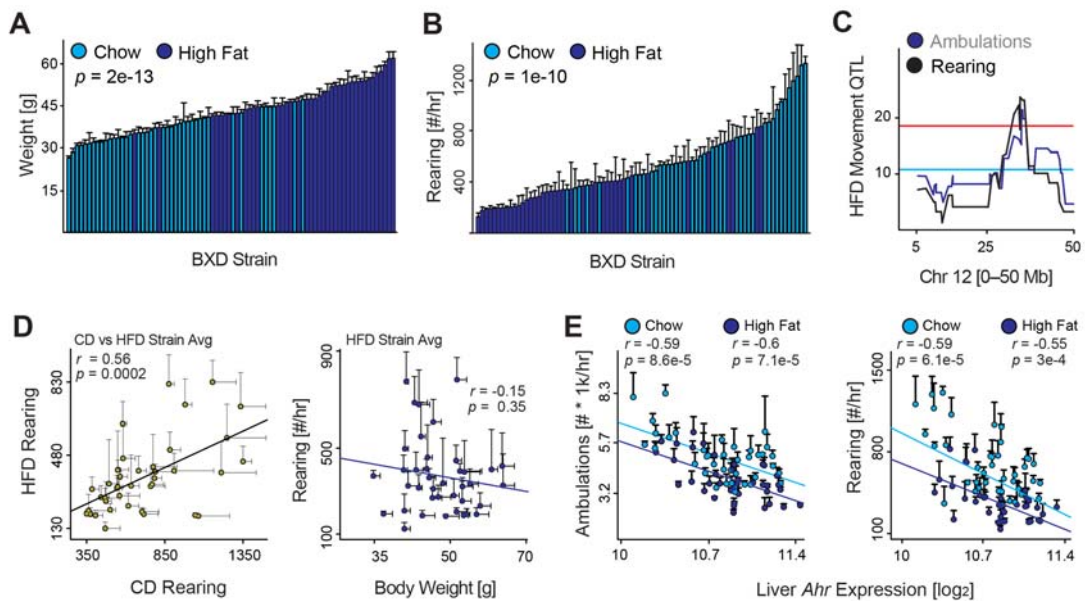 A
Chow High Fat
p = 2e-13
Weight [g]
60
45
30
15
BXD Strain
B
Chow High Fat
p = 1e-10
Rearing [#/hr]
1200
800
400
BXD Strain
C
Ambulations
Rearing
HFD Movement QTL
20
10
5 25 50
Chr 12 [0–50 Mb]
D
CD vs HFD Strain Avg
r = 0.56
p = 0.0002
HFD Rearing
830
480
130
350 850 1350
CD Rearing
HFD Strain Avg
r = -0.15
p = 0.35
Rearing [#/hr]
900
500
100
35 50 70
Body Weight [g]
E
Chow High Fat
r = -0.59 r = -0.6
p = 8.6e-5 p = 7.1e-5
Ambulations [# * 1k/hr]
8.3
5.7
3.2
10 10.7 11.4
Chow High Fat
r = -0.59 r = -0.55
p = 6.1e-5 p = 3e-4
Rearing [#/hr]
1500
800
100
10 10.7 11.4
Liver Ahr Expression [log2]